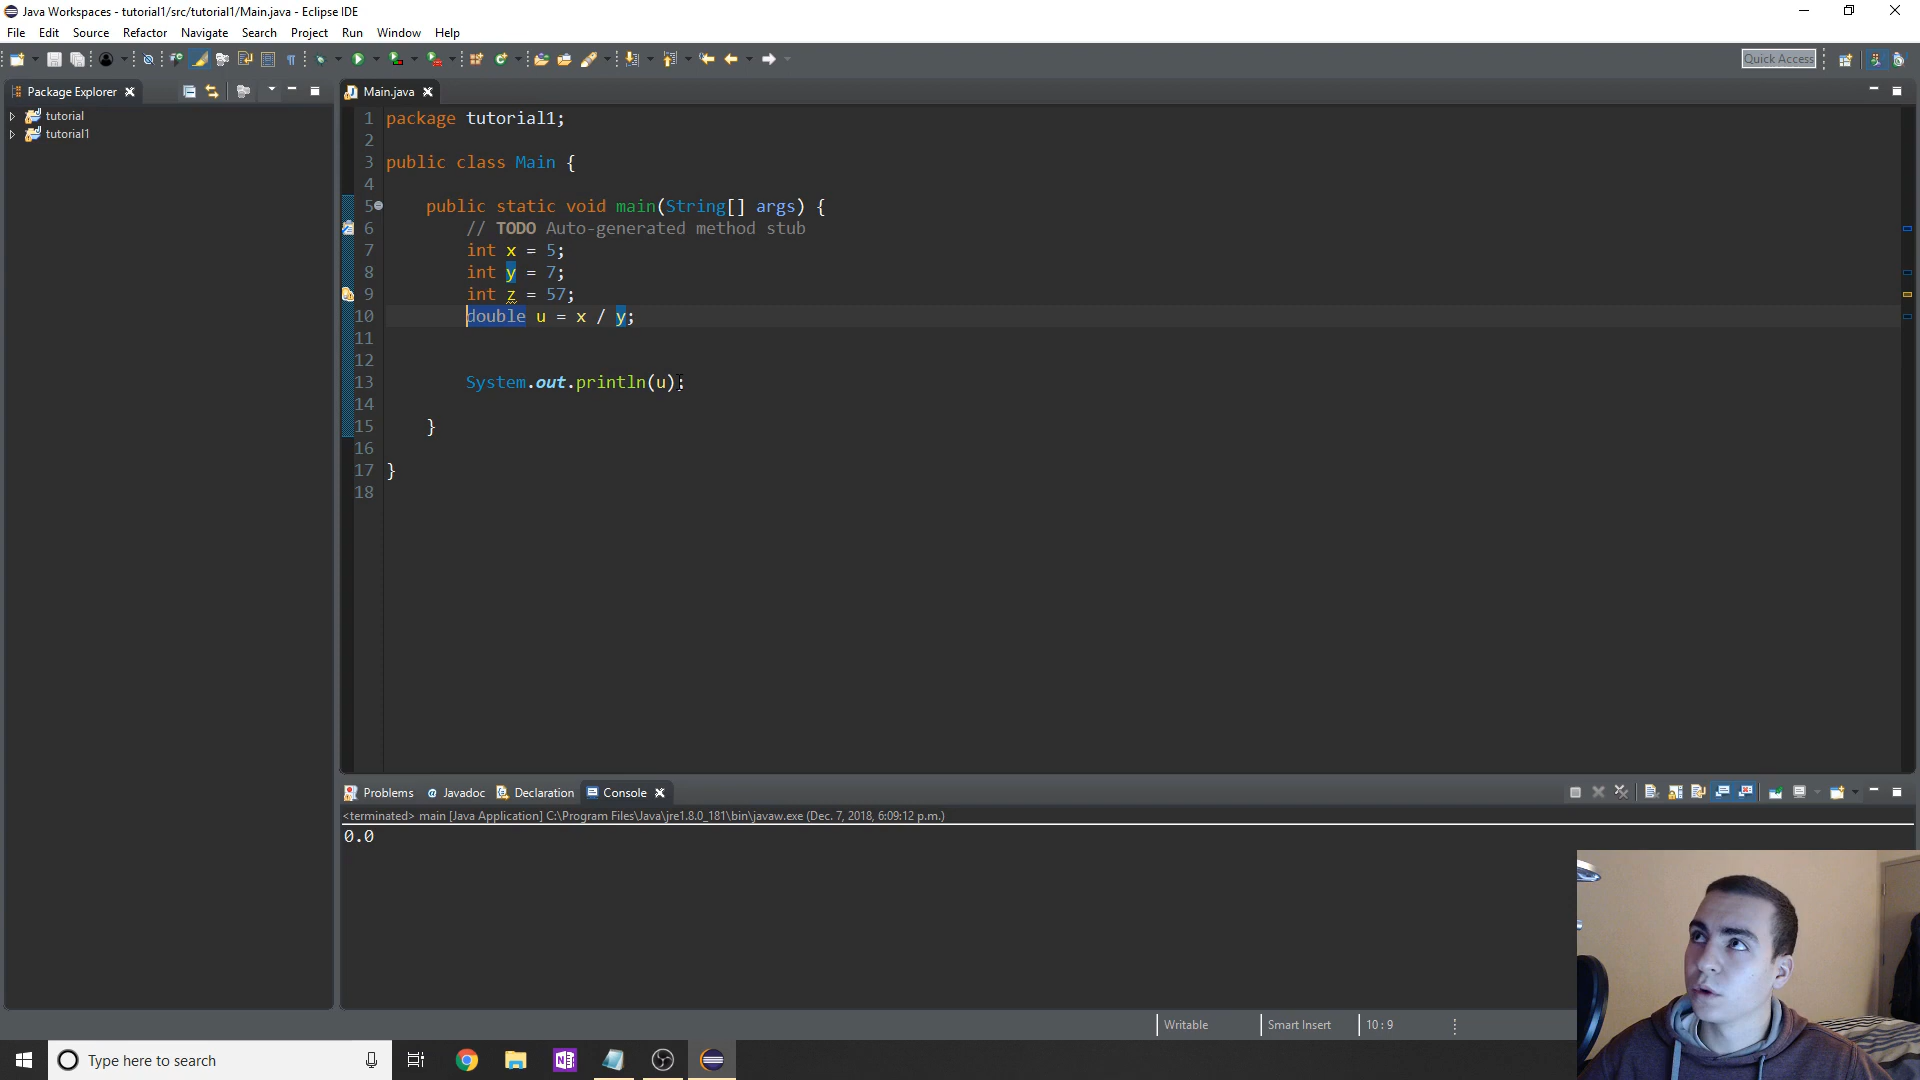 Java Workspaces - tutorial1/src/tutorial1/Main.java - Eclipse IDE
File Edit Source Refactor Navigate Search Project Run Window Help
Quick Access
Package Explorer
tutorial
tutorial1
Main.java
1 package tutorial1;
2
3 public class Main {
4
5 public static void main(String[] args) {
6 // TODO Auto-generated method stub
7 int x = 5;
8 int y = 7;
9 int z = 57;
10 double u = x / y;
11
12
13 System.out.println(u);
14
15 }
16
17 }
18
Problems Javadoc Declaration Console
<terminated> main [Java Application] C:\Program Files\Java\jre1.8.0_181\bin\javaw.exe (Dec. 7, 2018, 6:09:12 p.m.)
0.0
Writable Smart Insert 10 : 9
Type here to search